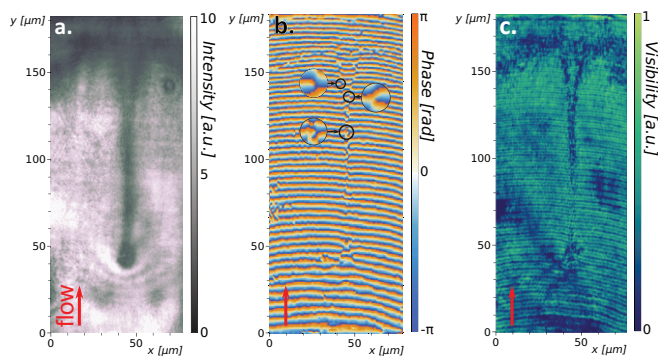 y [μm]
a.
150
100
50
0
flow
0
50
x [μm]
10
5
0
Intensity [a.u.]
y [μm]
b.
150
100
50
0
0
50
x [μm]
π
0
-π
Phase [rad]
y [μm]
c.
150
100
50
0
0
50
x [μm]
1
0
Visibility [a.u.]